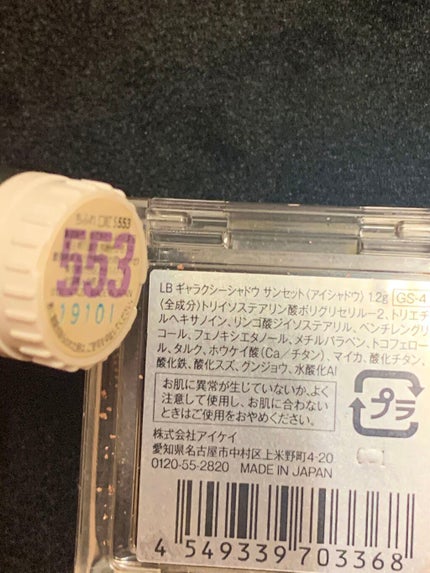 553
19101
LB ギャラクシーシャドウ サンセット〈アイシャドウ〉 1.2g GS-4
〈全成分〉トリイソステアリン酸ポリグリセリル-2、トリエチ
ルヘキサノイン、リンゴ酸ジイソステアリル、ペンチレングリ
コール、フェノキシエタノール、メチルパラベン、トコフェロー
ル、タルク、ホウケイ酸(Ca/チタン)、マイカ、酸化チタン、
酸化鉄、酸化スズ、グンジョウ、水酸化Al
お肌に異常が生じていないか、よく
注意して使用し、お肌に合わない
ときはご使用をおやめください。
プラ
株式会社アイケイ
愛知県名古屋市中村区上米野町4-20
0120-55-2820 MADE IN JAPAN
4 549339 703368